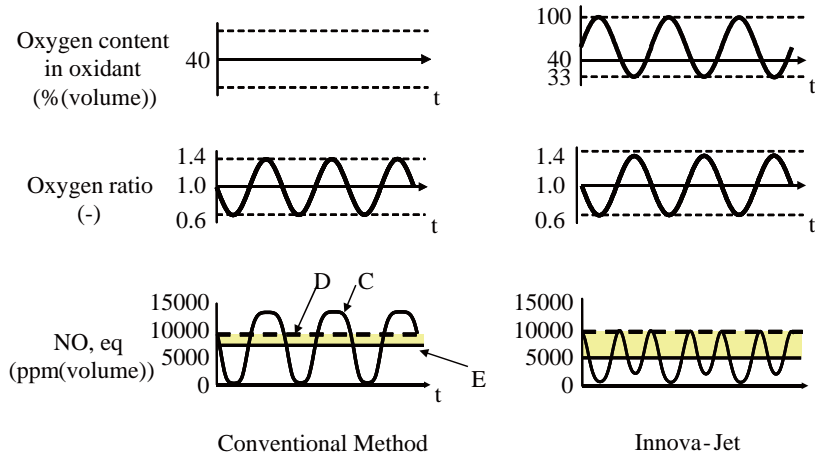 Oxygen content
in oxidant
(%(volume))
40
t
100
40
33
t
Oxygen ratio
(-)
1.4
1.0
0.6
t
1.4
1.0
0.6
t
NO, eq
(ppm(volume))
15000
10000
5000
0
D
C
E
t
15000
10000
5000
0
t
Conventional Method
Innova-Jet